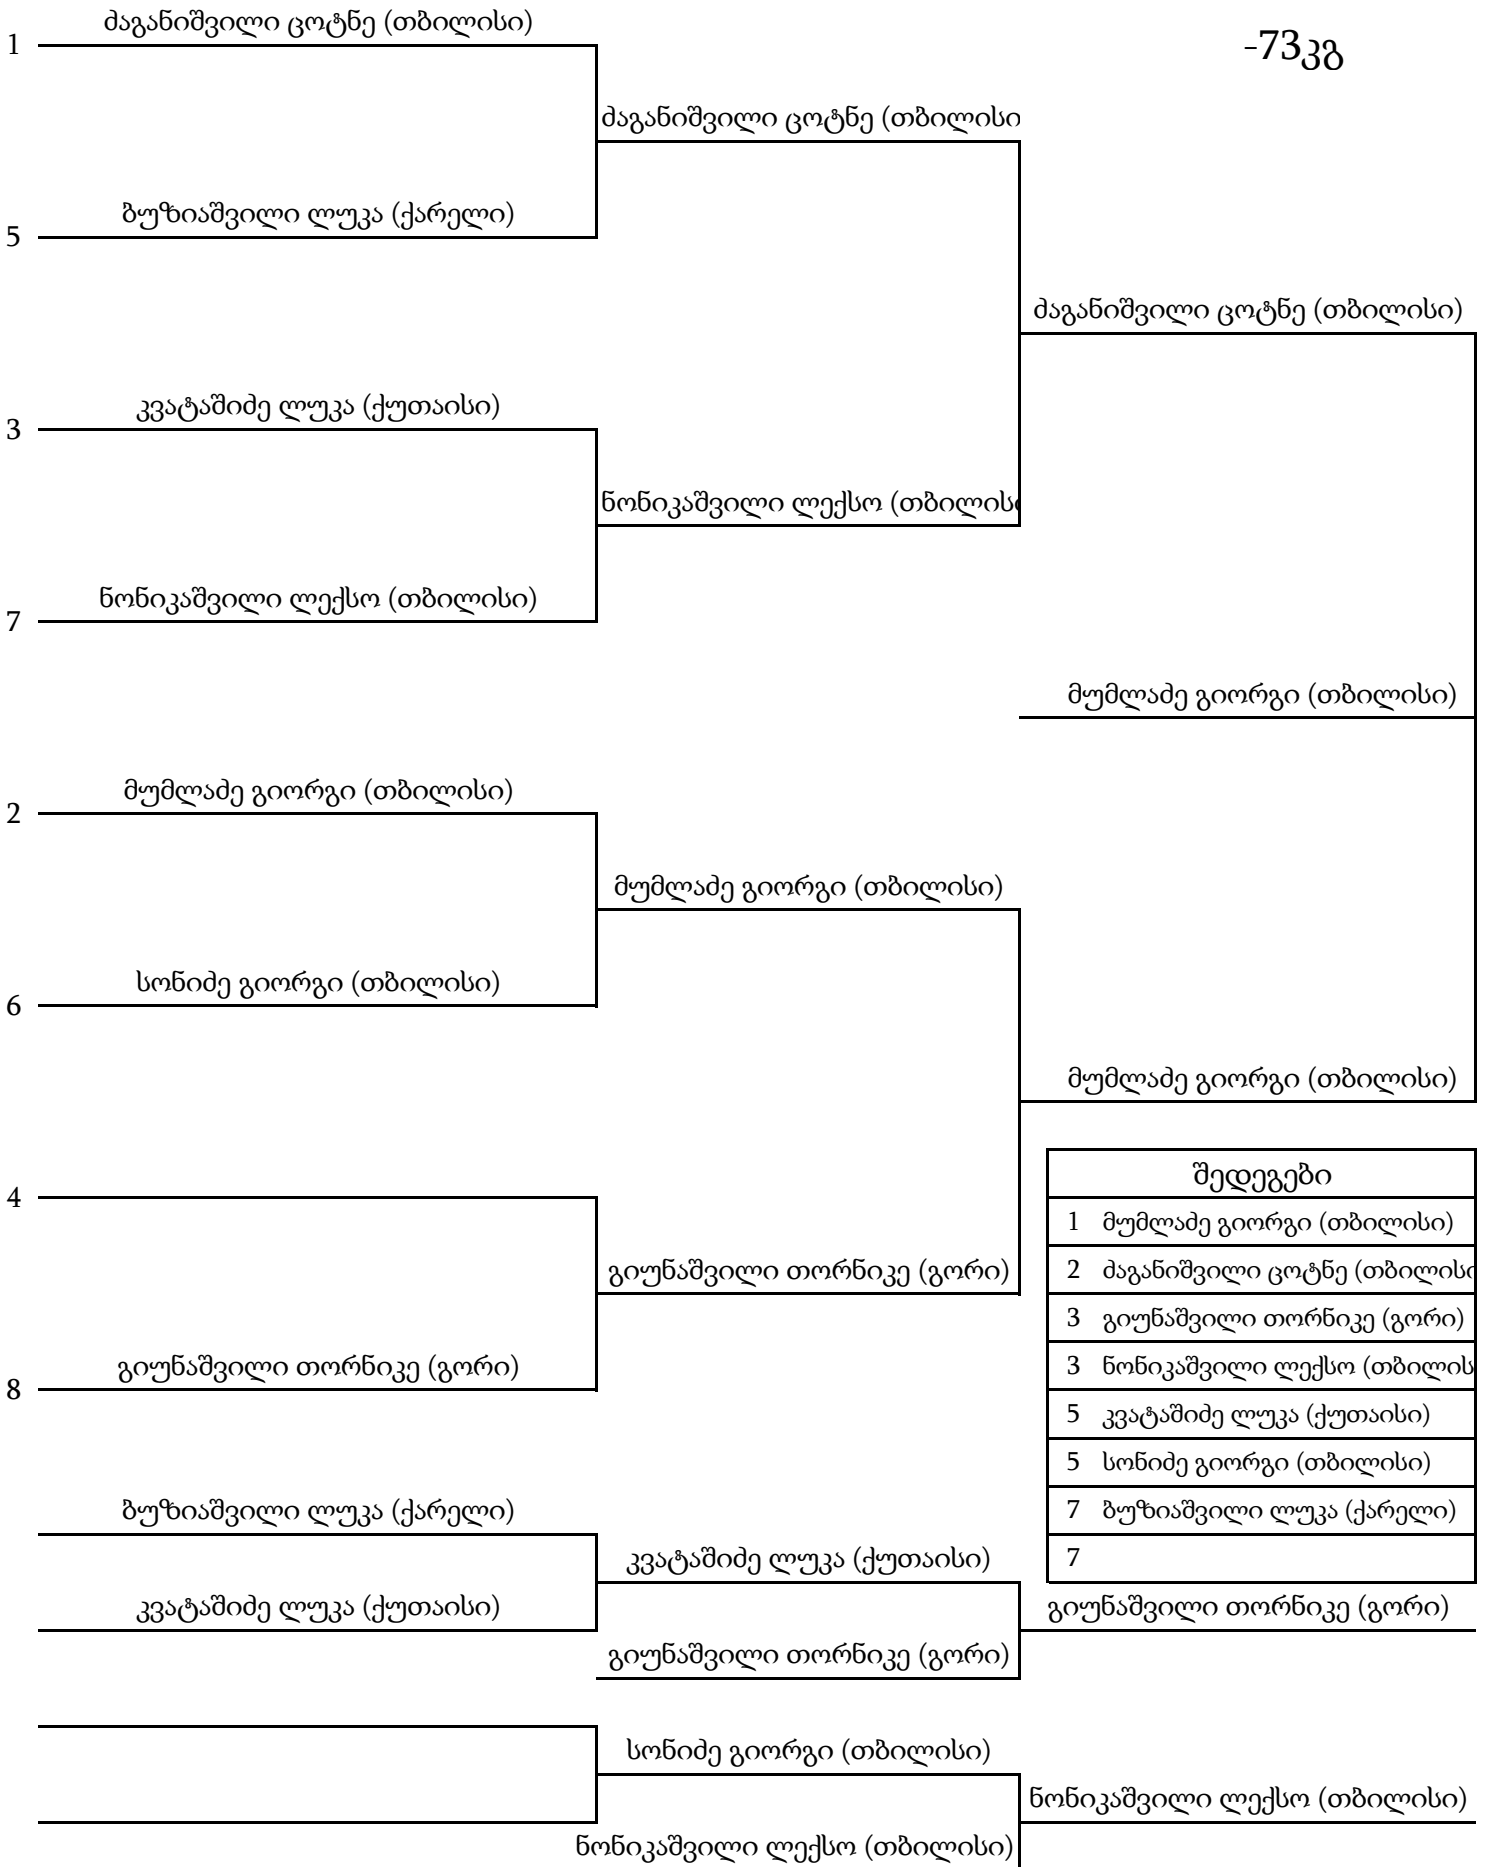 ძაგანიშვილი ცოტნე (თბილისი)
1
-73კგ
ძაგანიშვილი ცოტნე (თბილისი
ბუზიაშვილი ლუკა (ქარელი)
5
ძაგანიშვილი ცოტნე (თბილისი)
კვატაშიძე ლუკა (ქუთაისი)
3
ნონიკაშვილი ლექსო (თბილისი
ნონიკაშვილი ლექსო (თბილისი)
7
მუმლაძე გიორგი (თბილისი)
მუმლაძე გიორგი (თბილისი)
2
მუმლაძე გიორგი (თბილისი)
სონიძე გიორგი (თბილისი)
6
მუმლაძე გიორგი (თბილისი)
4
გიუნაშვილი თორნიკე (გორი)
გიუნაშვილი თორნიკე (გორი)
8
შედეგები
1 მუმლაძე გიორგი (თბილისი)
2 ძაგანიშვილი ცოტნე (თბილისი
3 გიუნაშვილი თორნიკე (გორი)
3 ნონიკაშვილი ლექსო (თბილის
5 კვატაშიძე ლუკა (ქუთაისი)
5 სონიძე გიორგი (თბილისი)
7 ბუზიაშვილი ლუკა (ქარელი)
7
ბუზიაშვილი ლუკა (ქარელი)
კვატაშიძე ლუკა (ქუთაისი)
კვატაშიძე ლუკა (ქუთაისი)
გიუნაშვილი თორნიკე (გორი)
გიუნაშვილი თორნიკე (გორი)
სონიძე გიორგი (თბილისი)
ნონიკაშვილი ლექსო (თბილისი)
ნონიკაშვილი ლექსო (თბილისი)